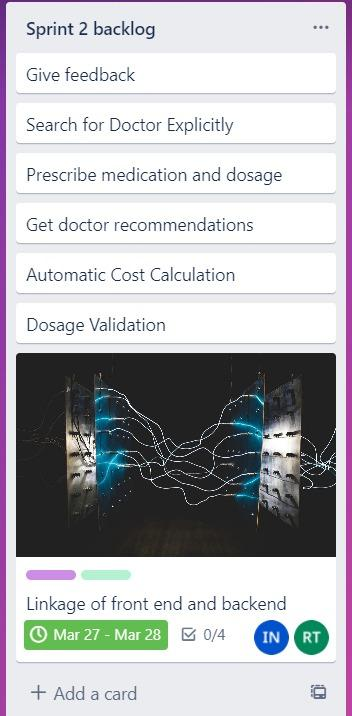 Sprint 2 backlog
Give feedback
Search for Doctor Explicitly
Prescribe medication and dosage
Get doctor recommendations
Automatic Cost Calculation
Dosage Validation
Linkage of front end and backend
Mar 27 - Mar 28 0/4 IN RT
+ Add a card